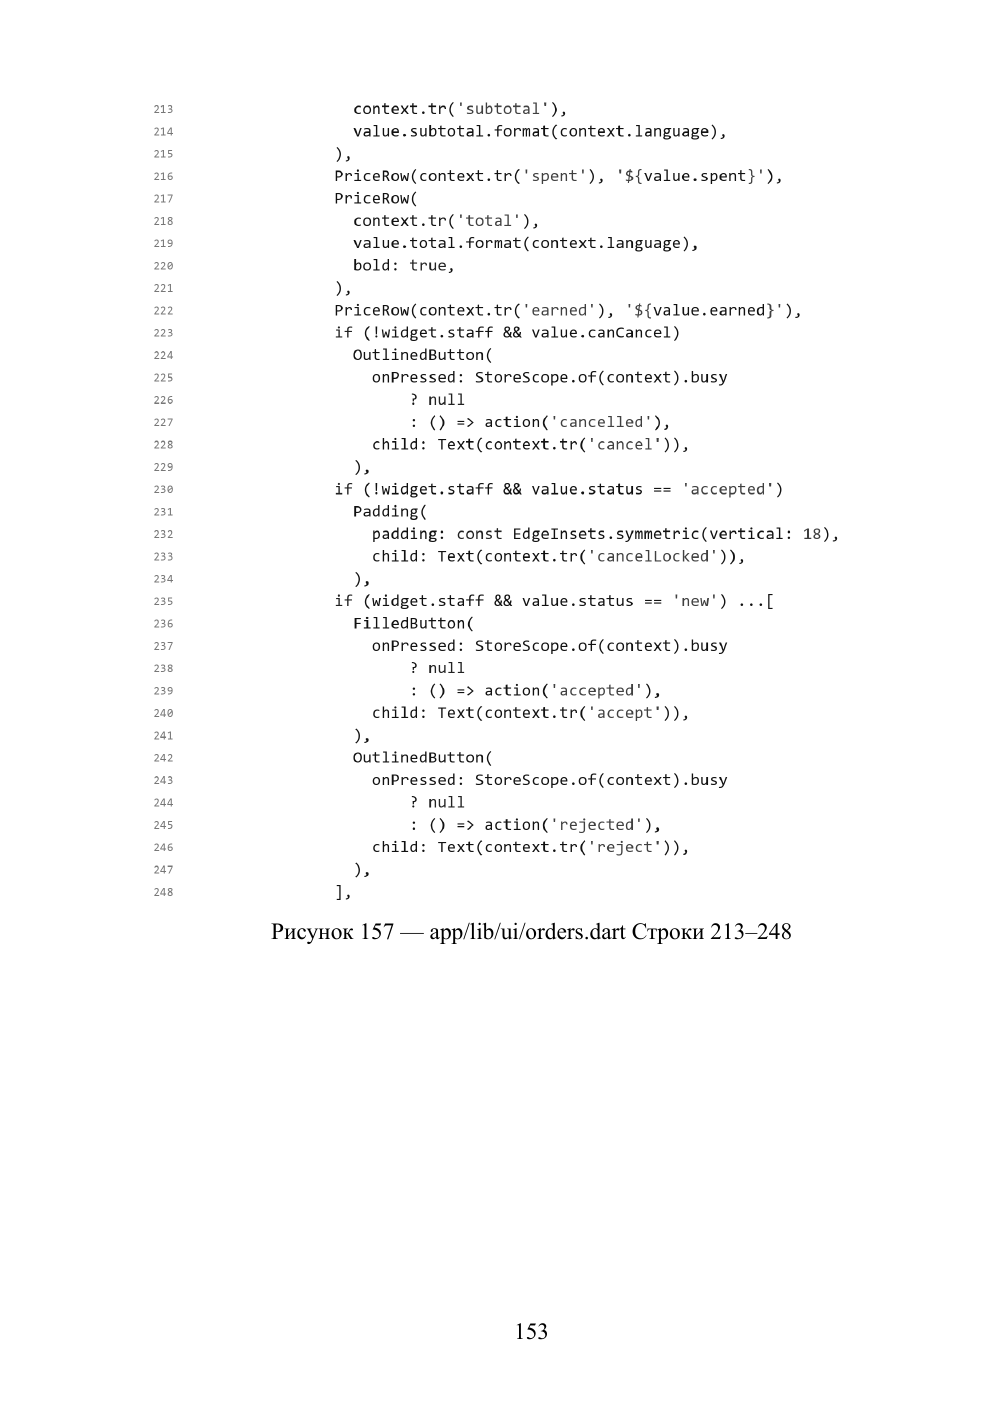 213 context.tr('subtotal'),
214 value.subtotal.format(context.language),
215 ),
216 PriceRow(context.tr('spent'), '${value.spent}'),
217 PriceRow(
218 context.tr('total'),
219 value.total.format(context.language),
220 bold: true,
221 ),
222 PriceRow(context.tr('earned'), '${value.earned}'),
223 if (!widget.staff && value.canCancel)
224 OutlinedButton(
225 onPressed: StoreScope.of(context).busy
226 ? null
227 : () => action('cancelled'),
228 child: Text(context.tr('cancel')),
229 ),
230 if (!widget.staff && value.status == 'accepted')
231 Padding(
232 padding: const EdgeInsets.symmetric(vertical: 18),
233 child: Text(context.tr('cancelLocked')),
234 ),
235 if (widget.staff && value.status == 'new') ...[
236 FilledButton(
237 onPressed: StoreScope.of(context).busy
238 ? null
239 : () => action('accepted'),
240 child: Text(context.tr('accept')),
241 ),
242 OutlinedButton(
243 onPressed: StoreScope.of(context).busy
244 ? null
245 : () => action('rejected'),
246 child: Text(context.tr('reject')),
247 ),
248 ],
Рисунок 157 — app/lib/ui/orders.dart Строки 213–248
153